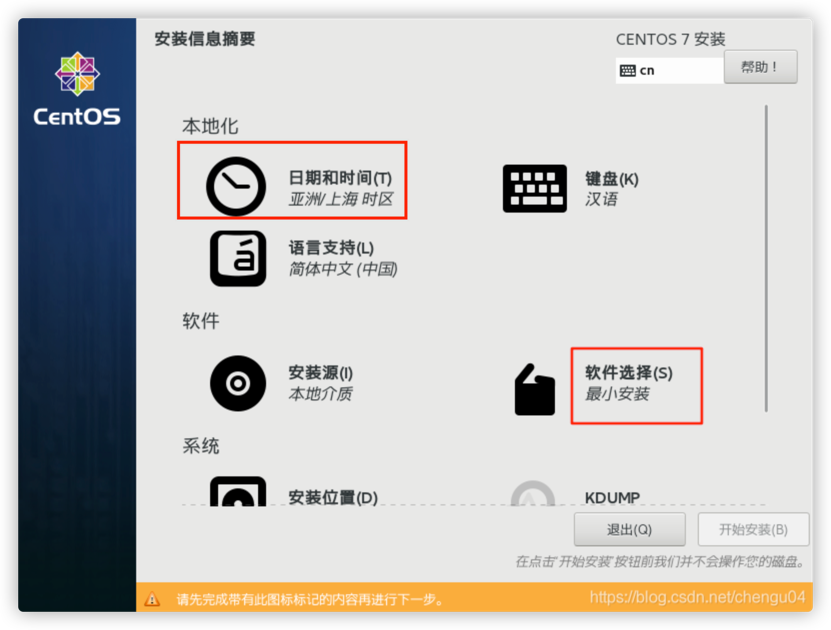 安装信息摘要
CENTOS 7 安装
cn
帮助！
CentOS
本地化
日期和时间(T)
亚洲/上海 时区
键盘(K)
汉语
语言支持(L)
简体中文 (中国)
软件
安装源(I)
本地介质
软件选择(S)
最小安装
系统
安装位置(D)
KDUMP
退出(Q)
开始安装(B)
在点击“开始安装”按钮前我们并不会操作您的磁盘。
请先完成带有此图标标记的内容再进行下一步。
https://blog.csdn.net/chengu04